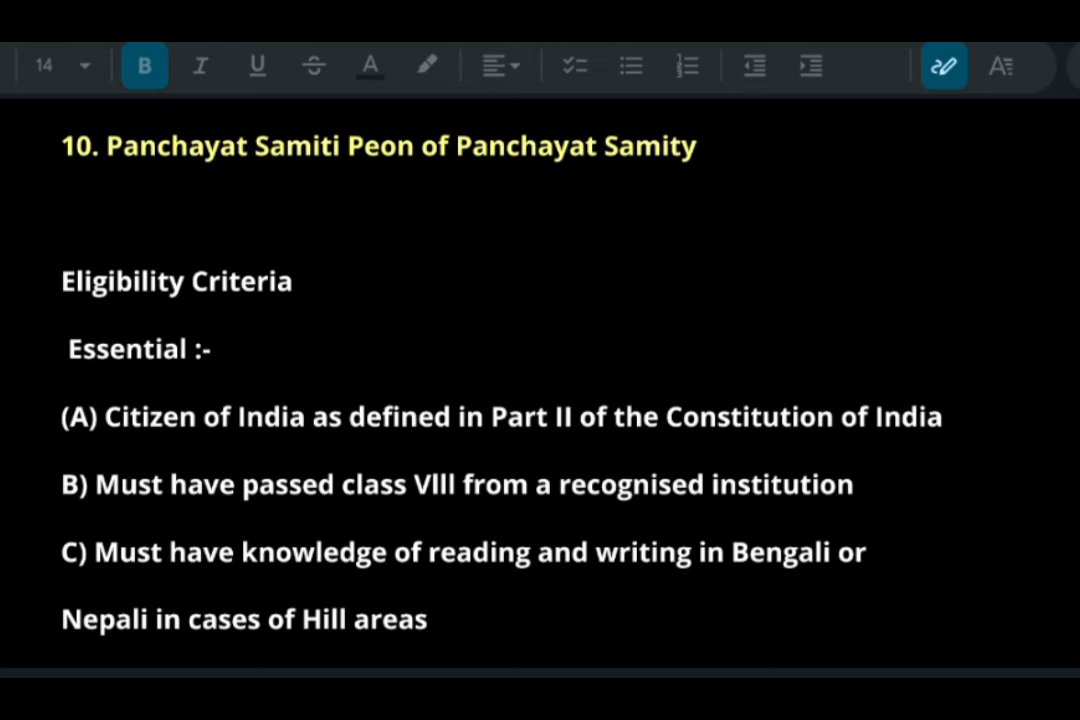 14 B I U S A A
10. Panchayat Samiti Peon of Panchayat Samity
Eligibility Criteria
Essential :-
(A) Citizen of India as defined in Part II of the Constitution of India
B) Must have passed class Vlll from a recognised institution
C) Must have knowledge of reading and writing in Bengali or
Nepali in cases of Hill areas